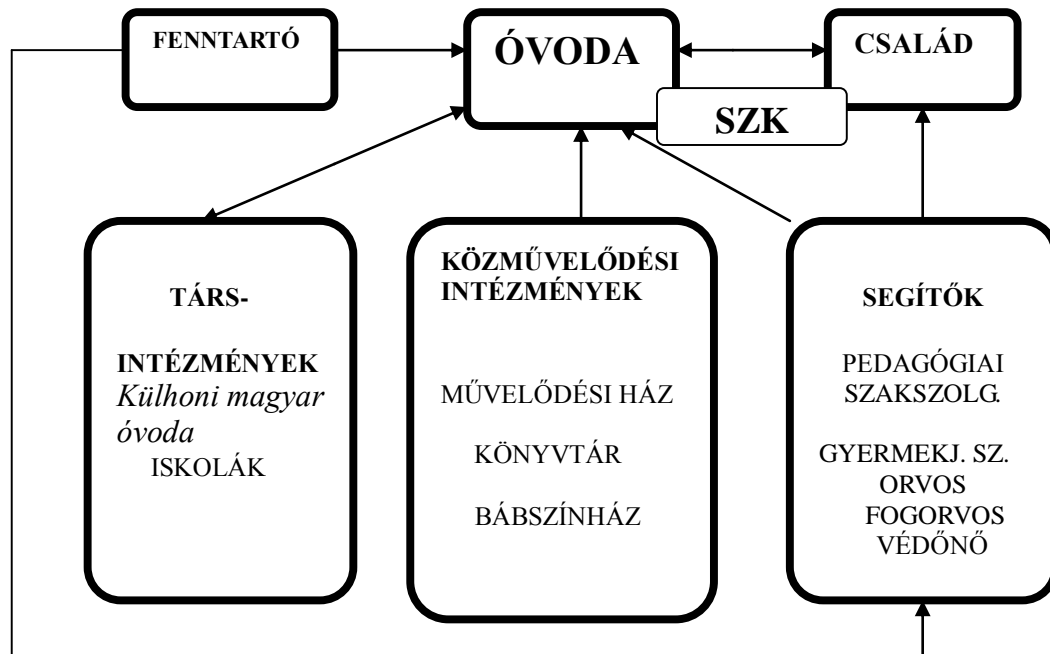 FENNTARTÓ
ÓVODA
CSALÁD
SZK
TÁRS-
INTÉZMÉNYEK
Külhoni magyar
óvoda
ISKOLÁK
KÖZMŰVELŐDÉSI
INTÉZMÉNYEK
MŰVELŐDÉSI HÁZ
KÖNYVTÁR
BÁBSZÍNHÁZ
SEGÍTŐK
PEDAGÓGIAI
SZAKSZOLG.
GYERMEKJ. SZ.
ORVOS
FOGORVOS
VÉDŐNŐ